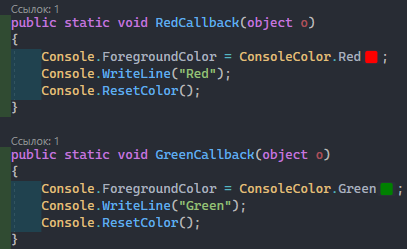 Ссылок: 1
public static void RedCallback(object o)
{
Console.ForegroundColor = ConsoleColor.Red ;
Console.WriteLine("Red");
Console.ResetColor();
}
Ссылок: 1
public static void GreenCallback(object o)
{
Console.ForegroundColor = ConsoleColor.Green ;
Console.WriteLine("Green");
Console.ResetColor();
}